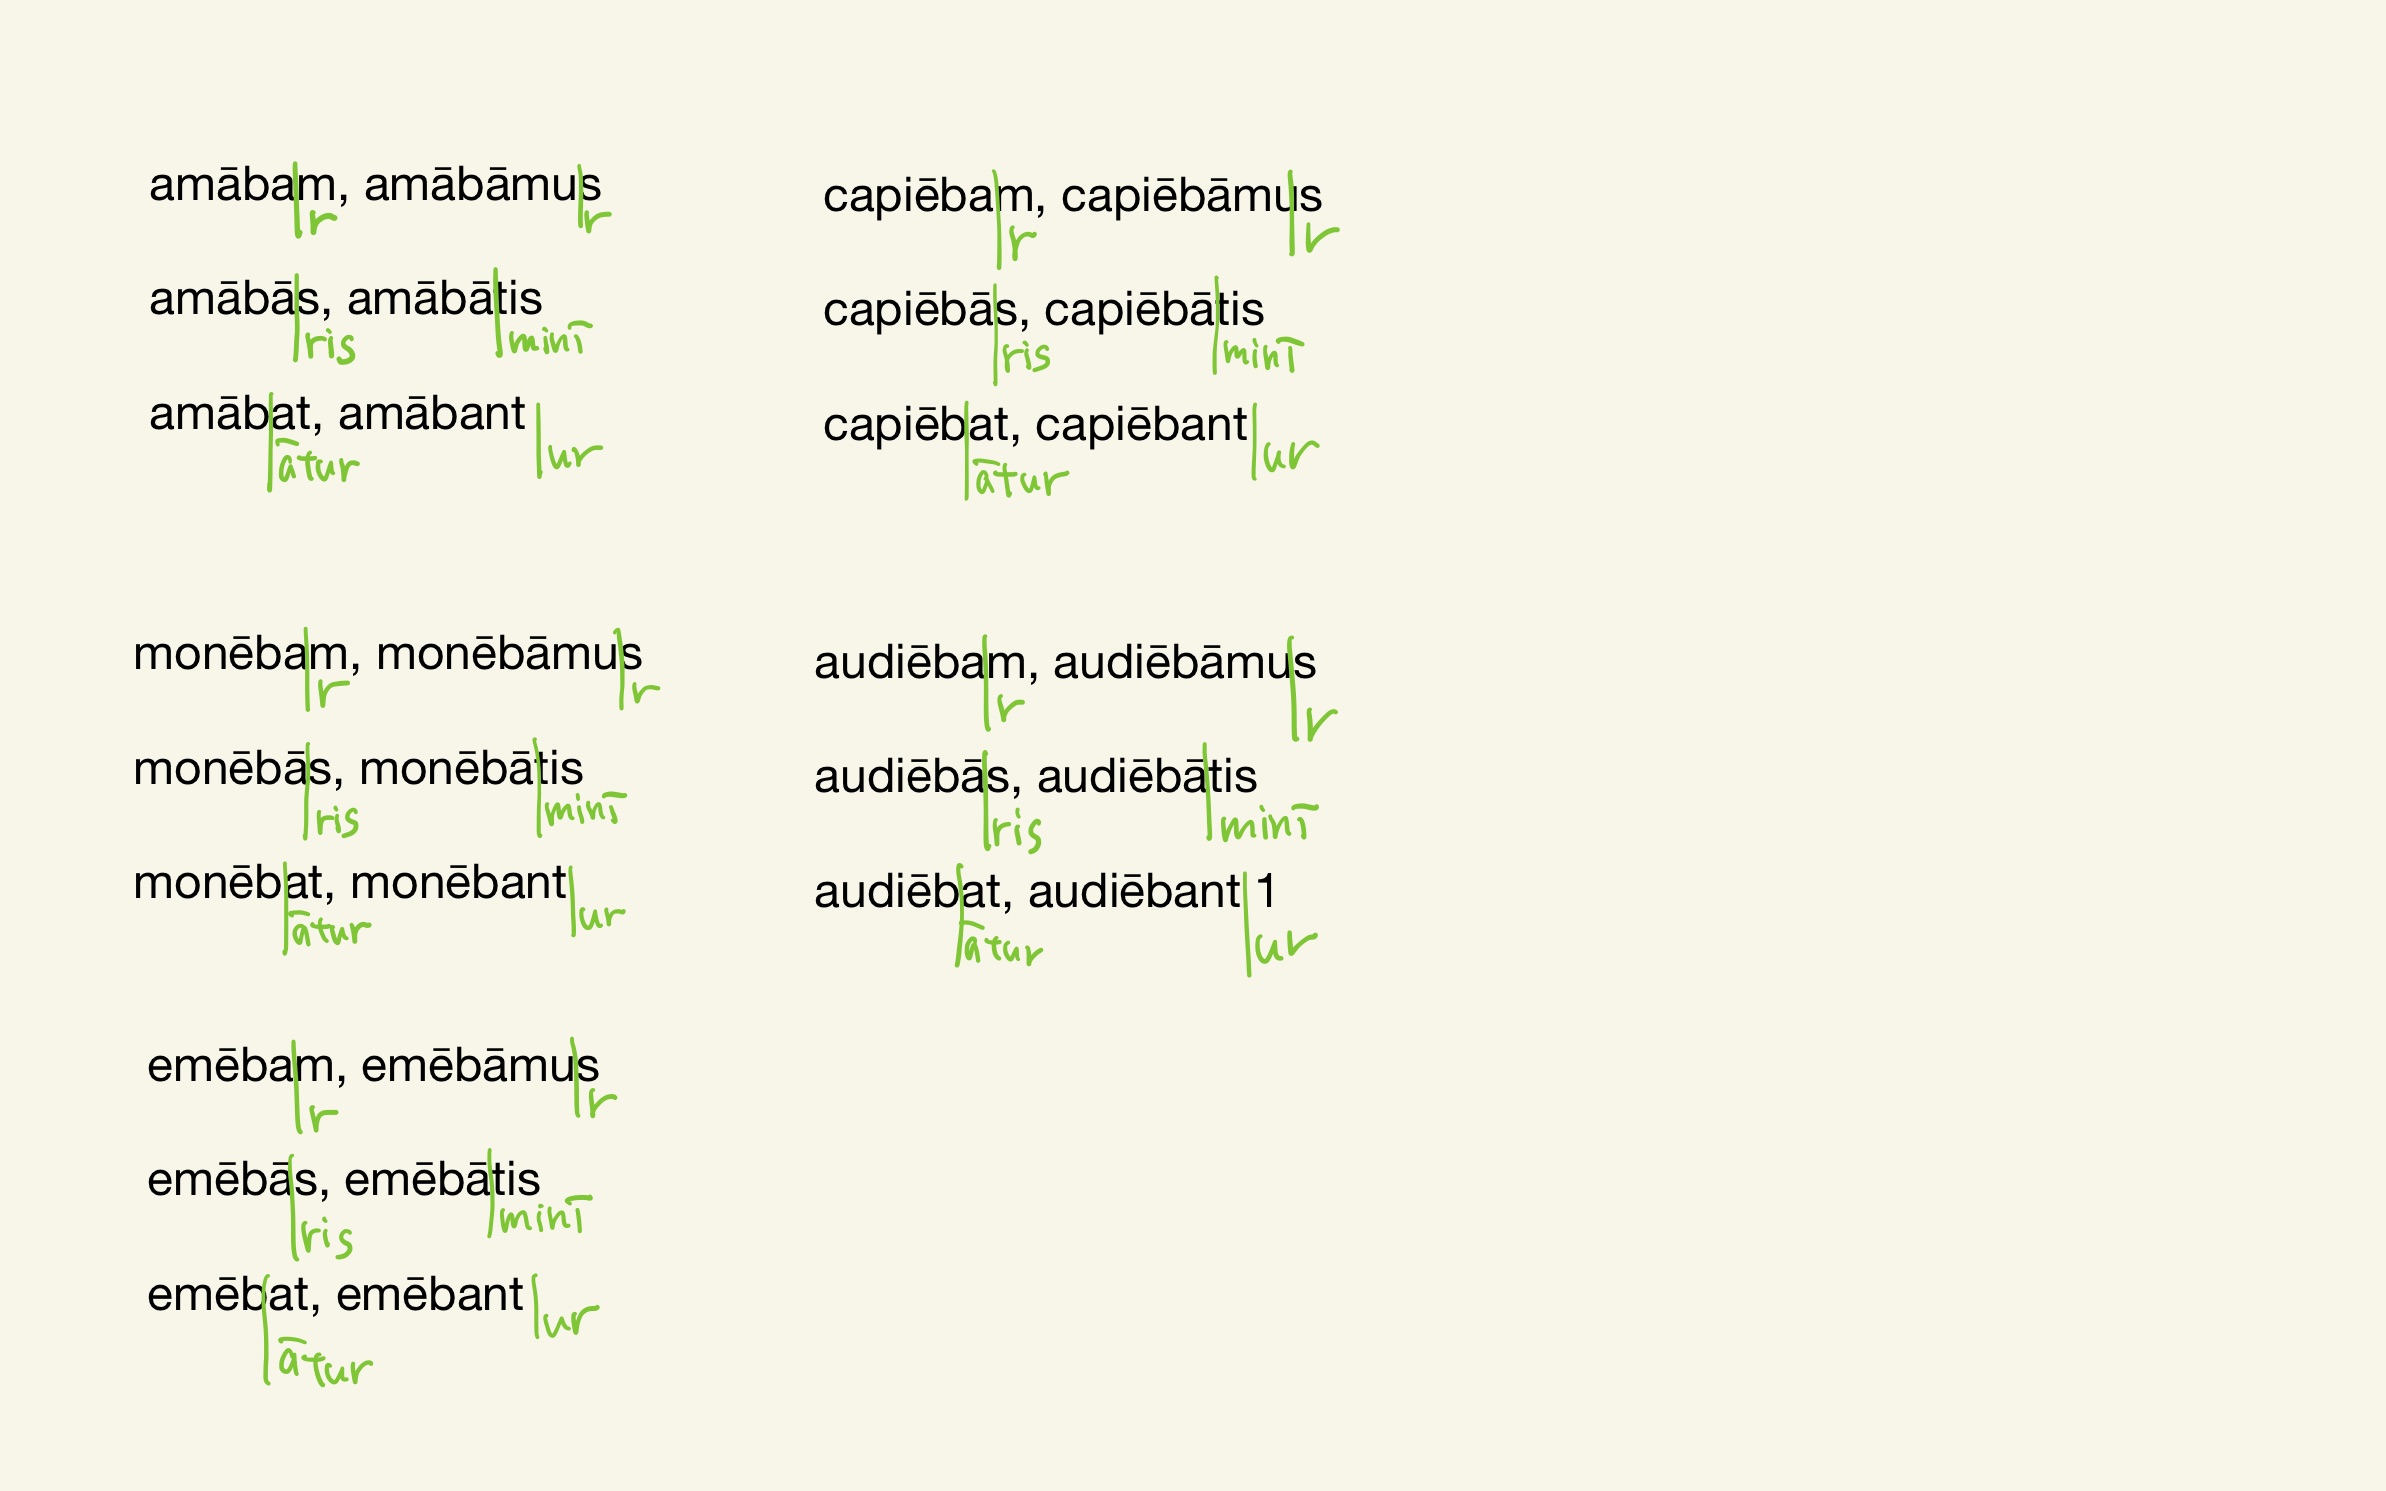 amābam, amābāmus
r r
amābās, amābātis
ris minī
amābat, amābant
ātur ur
monēbam, monēbāmus
r r
monēbās, monēbātis
ris minī
monēbat, monēbant
ātur ur
emēbam, emēbāmus
r r
emēbās, emēbātis
ris minī
emēbat, emēbant
ātur ur
capiēbam, capiēbāmus
r r
capiēbās, capiēbātis
ris minī
capiēbat, capiēbant
ātur ur
audiēbam, audiēbāmus
r r
audiēbās, audiēbātis
ris minī
audiēbat, audiēbant 1
ātur ur